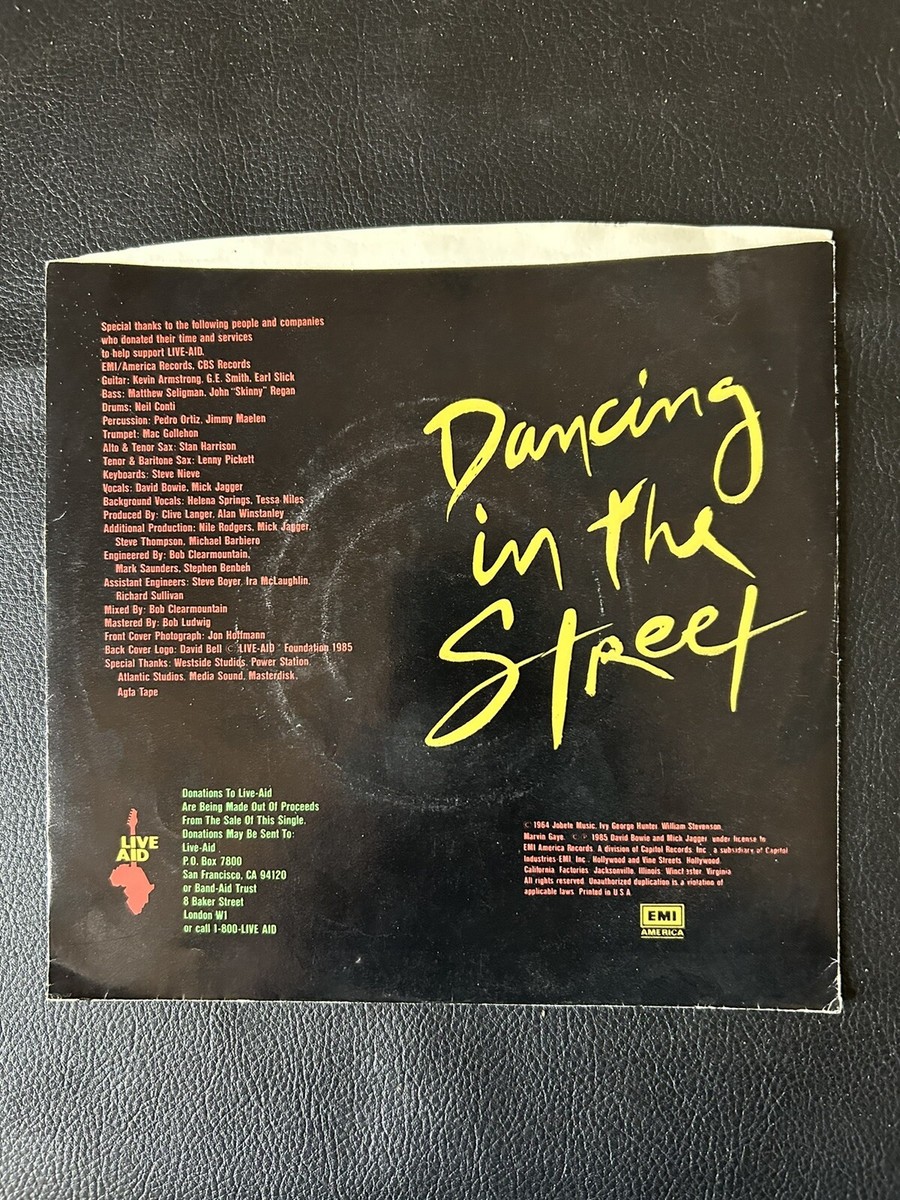 Special thanks to the following people and companies
who donated their time and services
to help support LIVE-AID.
EMI/America Records, CBS Records
Guitar: Kevin Armstrong, G.E. Smith, Earl Slick
Bass: Matthew Seligman, John "Skinny" Regan
Drums: Neil Conti
Percussion: Pedro Ortiz, Jimmy Maelen
Trumpet: Mac Gollehon
Alto & Tenor Sax: Stan Harrison
Tenor & Baritone Sax: Lenny Pickett
Keyboards: Steve Nieve
Vocals: David Bowie, Mick Jagger
Background Vocals: Helena Springs, Tessa Niles
Produced By: Clive Langer, Alan Winstanley
Additional Production: Nile Rodgers, Mick Jagger,
Steve Thompson, Michael Barbiero
Engineered By: Bob Clearmountain,
Mark Saunders, Stephen Benbeh
Assistant Engineers: Steve Boyer, Ira McLaughlin,
Richard Sullivan
Mixed By: Bob Clearmountain
Mastered By: Bob Ludwig
Front Cover Photograph: Jon Hoffmann
Back Cover Logo: David Bell © "LIVE-AID" Foundation 1985
Special Thanks: Westside Studios, Power Station,
Atlantic Studios, Media Sound, Masterdisk,
Agfa Tape
Dancing
in the
Street
LIVE
AID
Donations To Live-Aid
Are Being Made Out Of Proceeds
From The Sale Of This Single.
Donations May Be Sent To:
Live-Aid
P.O. Box 7800
San Francisco, CA 94120
or Band-Aid Trust
8 Baker Street
London W1
or call 1-800-LIVE AID
© 1964 Jobete Music, Ivy George Hunter, William Stevenson,
Marvin Gaye. © ℗ 1985 David Bowie and Mick Jagger, under license to
EMI America Records, A division of Capitol Records, Inc., a subsidiary of Capitol
Industries-EMI, Inc., Hollywood and Vine Streets, Hollywood,
California. Factories: Jacksonville, Illinois; Winchester, Virginia.
All rights reserved. Unauthorized duplication is a violation of
applicable laws. Printed in U.S.A.
EMI
AMERICA